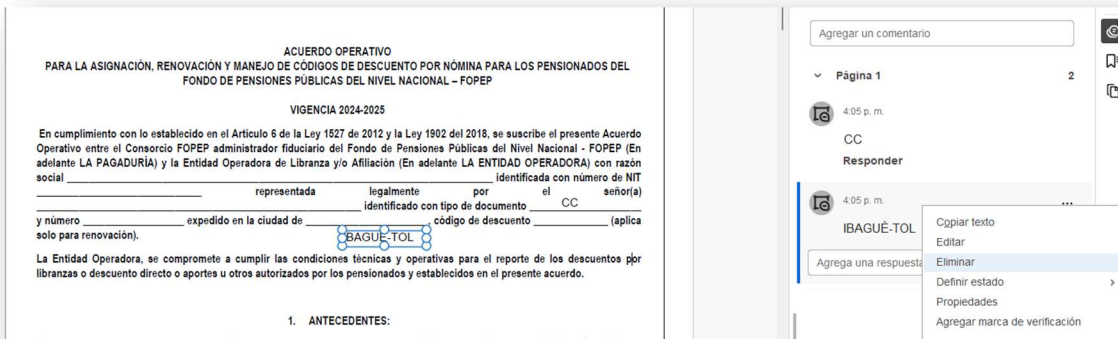 ACUERDO OPERATIVO
PARA LA ASIGNACIÓN, RENOVACIÓN Y MANEJO DE CÓDIGOS DE DESCUENTO POR NÓMINA PARA LOS PENSIONADOS DEL
FONDO DE PENSIONES PÚBLICAS DEL NIVEL NACIONAL – FOPEP
VIGENCIA 2024-2025
En cumplimiento con lo establecido en el Artículo 6 de la Ley 1527 de 2012 y la Ley 1902 del 2018, se suscribe el presente Acuerdo
Operativo entre el Consorcio FOPEP administrador fiduciario del Fondo de Pensiones Públicas del Nivel Nacional - FOPEP (En
adelante LA PAGADURÍA) y la Entidad Operadora de Libranza y/o Afiliación (En adelante LA ENTIDAD OPERADORA) con razón
social ____ identificada con número de NIT
____ representada legalmente por el señor(a)
____ identificado con tipo de documento CC
y número ____ expedido en la ciudad de ____, código de descuento ____ (aplica
solo para renovación).
IBAGUÈ-TOL
La Entidad Operadora, se compromete a cumplir las condiciones técnicas y operativas para el reporte de los descuentos por
libranzas o descuento directo o aportes u otros autorizados por los pensionados y establecidos en el presente acuerdo.
1. ANTECEDENTES:
Agregar un comentario
Página 1 2
4:05 p. m.
CC
Responder
4:05 p. m. ...
IBAGUÈ-TOL
Agrega una respuesta
Copiar texto
Editar
Eliminar
Definir estado >
Propiedades
Agregar marca de verificación